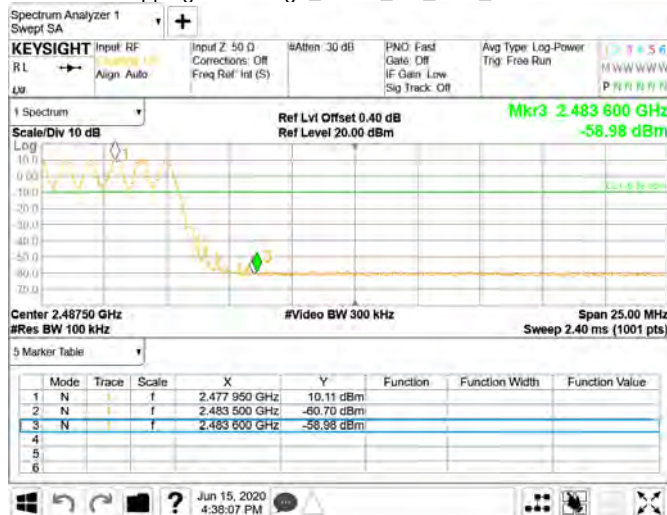 Spectrum Analyzer 1
Swept SA
+
KEYSIGHT
Input: RF
Input Z: 50 Ω
#Atten: 30 dB
PNO: Fast
Avg Type: Log-Power
1 2 3 4 5 6
RL
Align: Auto
Corrections: Off
Freq Ref: Int (S)
Gate: Off
IF Gain: Low
Sig Track: Off
Trig: Free Run
M W W W W W
P N N N N N
1 Spectrum
Scale/Div 10 dB
Ref Lvl Offset 0.40 dB
Ref Level 20.00 dBm
Mkr3 2.483 600 GHz
-58.98 dBm
Log
10.0
0.00
-10.0
-20.0
-30.0
-40.0
-50.0
-60.0
-70.0
1
3
Center 2.48750 GHz
#Res BW 100 kHz
#Video BW 300 kHz
Span 25.00 MHz
Sweep 2.40 ms (1001 pts)
5 Marker Table
Mode Trace Scale X Y Function Function Width Function Value
1 N 1 f 2.477 950 GHz 10.11 dBm
2 N 1 f 2.483 500 GHz -60.70 dBm
3 N 1 f 2.483 600 GHz -58.98 dBm
4
5
6
?
Jun 15, 2020
4:38:07 PM